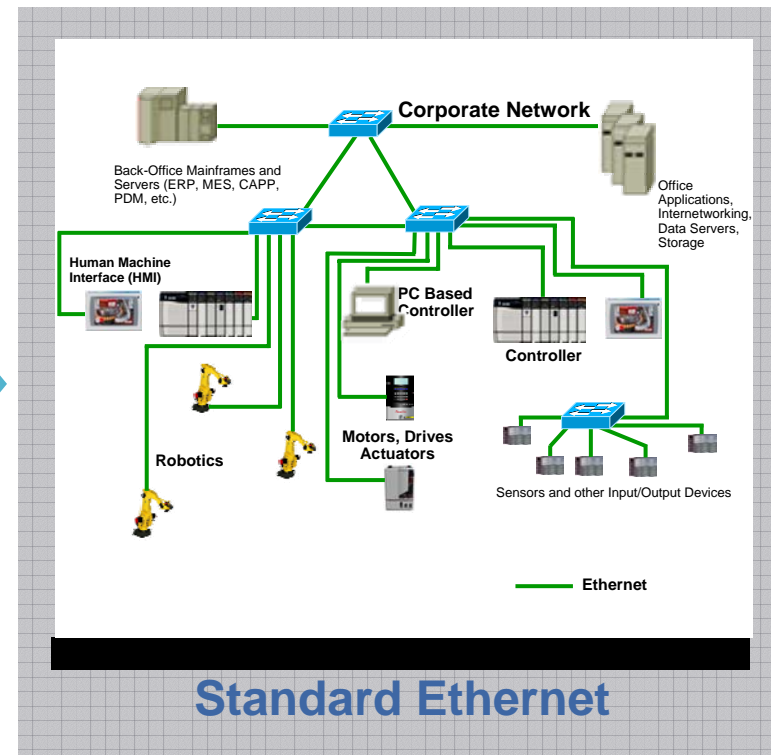 Corporate Network
Back-Office Mainframes and
Servers (ERP, MES, CAPP,
PDM, etc.)
Office
Applications,
Internetworking,
Data Servers,
Storage
Human Machine
Interface (HMI)
PC Based
Controller
Controller
Motors, Drives
Actuators
Robotics
Sensors and other Input/Output Devices
Ethernet
Standard Ethernet